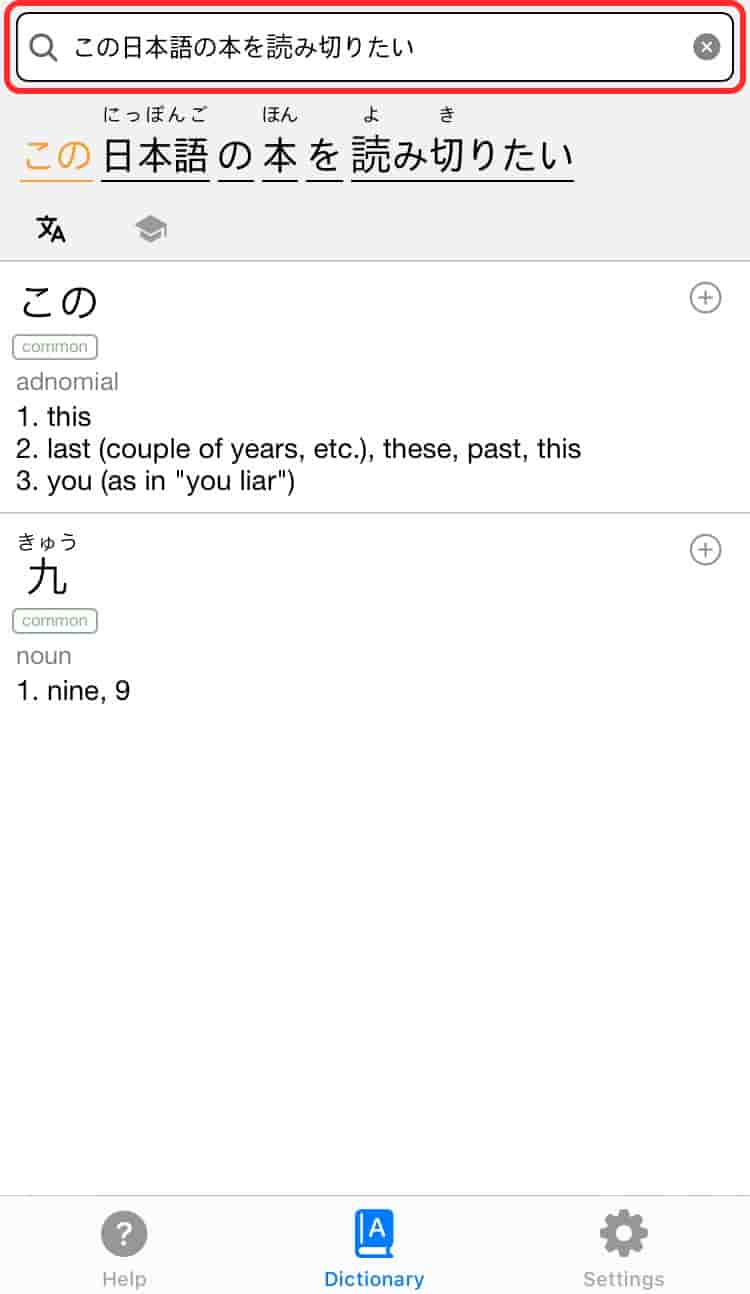 この日本語の本を読み切りたい
にっぽんご ほん よ き
この 日本語 の 本 を 読み切りたい
文A
この
common
adnomial
1. this
2. last (couple of years, etc.), these, past, this
3. you (as in "you liar")
きゅう
九
common
noun
1. nine, 9
?
A
Help
Dictionary
Settings